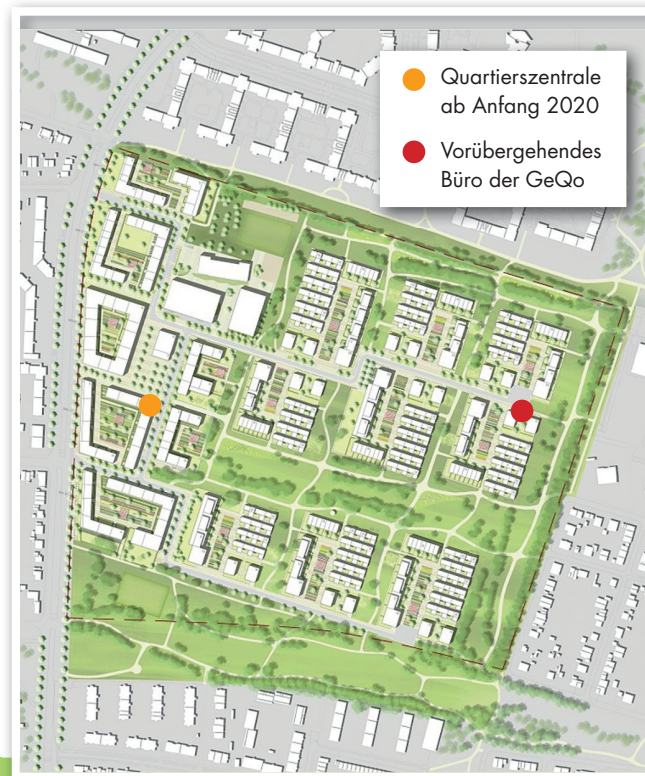 Quartierszentrale
ab Anfang 2020
Vorübergehendes
Büro der GeQo